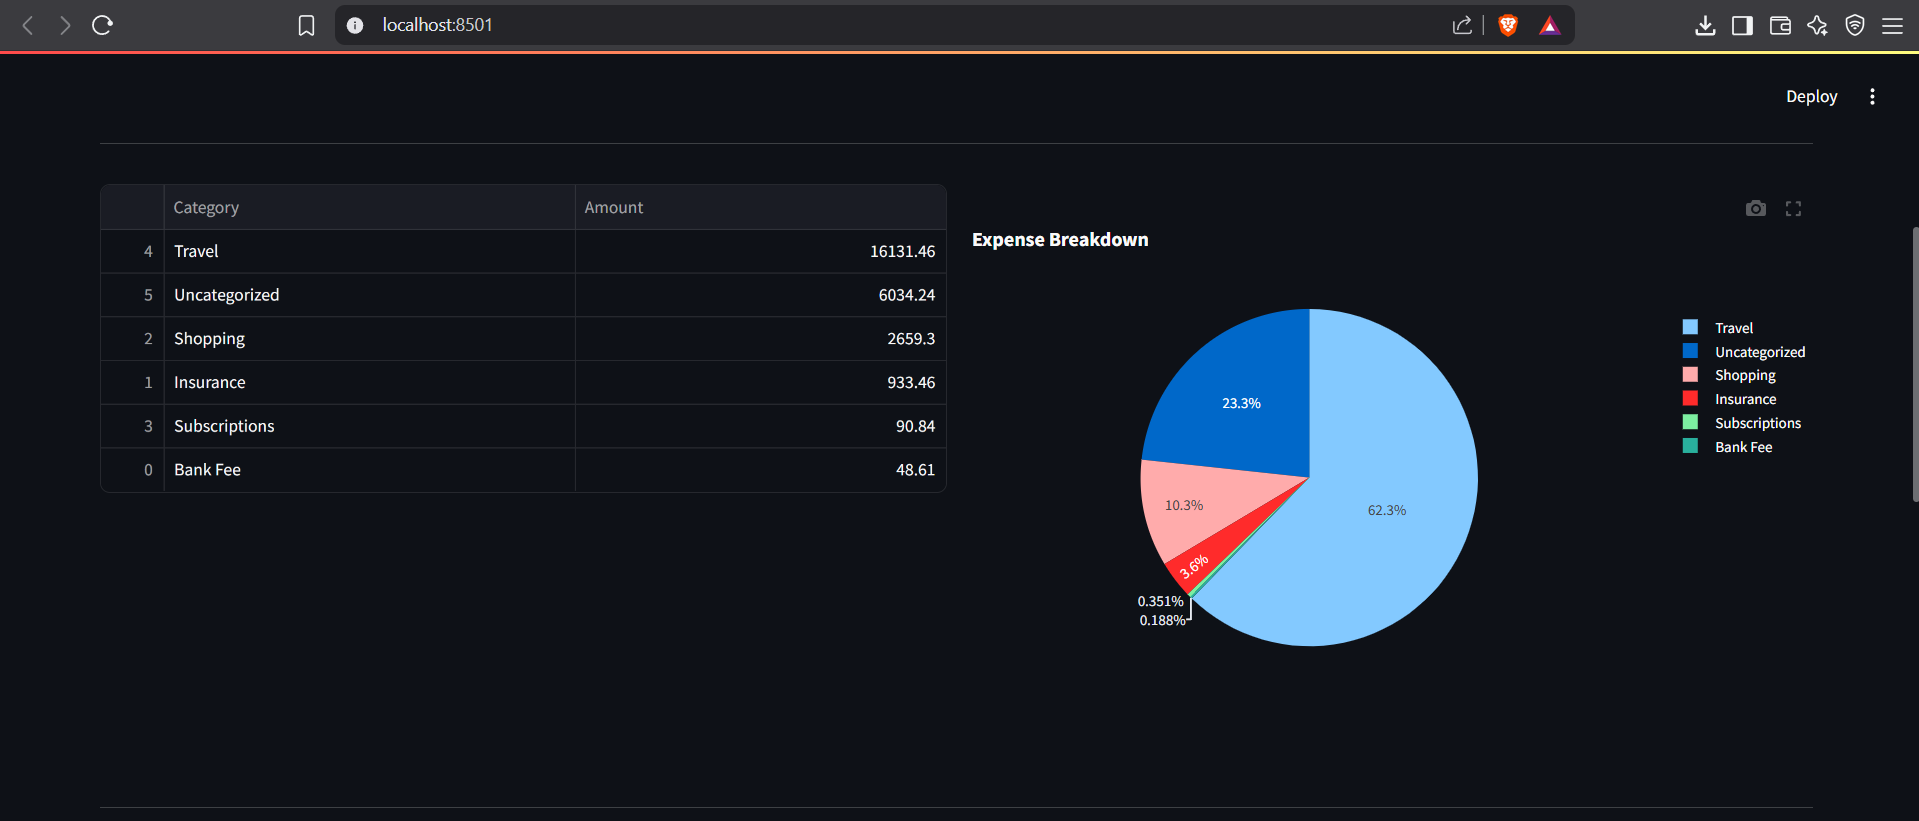 localhost:8501
Deploy
Category Amount
4 Travel 16131.46
5 Uncategorized 6034.24
2 Shopping 2659.3
1 Insurance 933.46
3 Subscriptions 90.84
0 Bank Fee 48.61
Expense Breakdown
23.3%
10.3%
62.3%
3.6%
0.351%
0.188%
Travel
Uncategorized
Shopping
Insurance
Subscriptions
Bank Fee